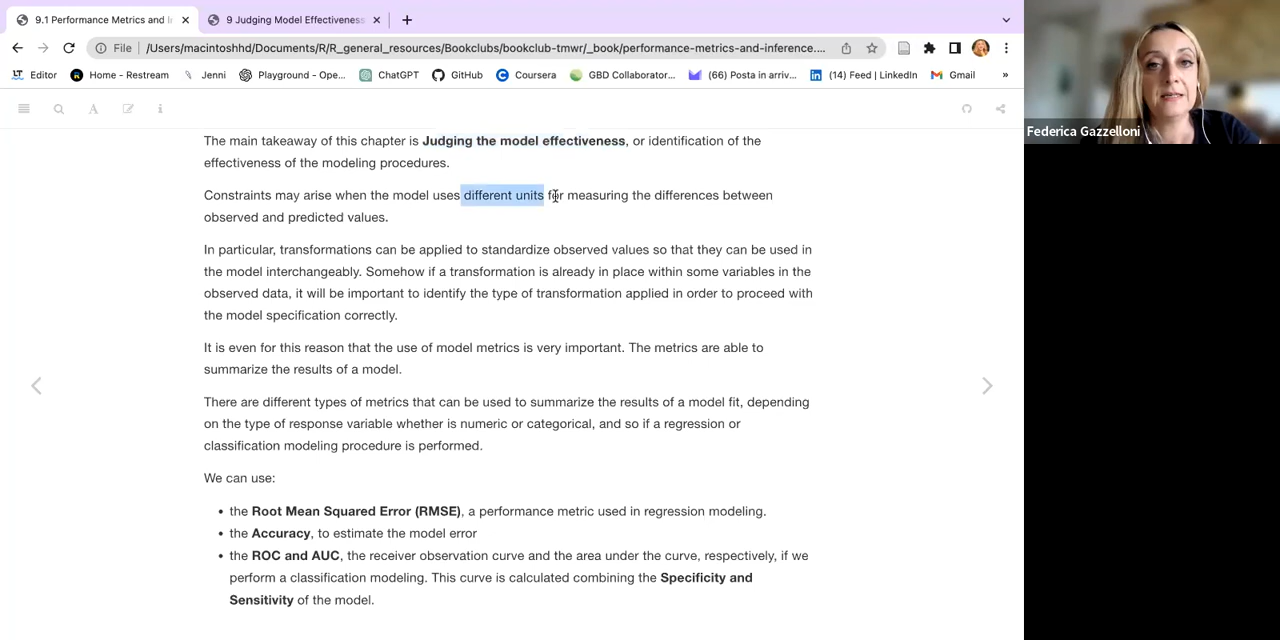 9.1 Performance Metrics and I
9 Judging Model Effectiveness
File
/Users/macintoshhd/Documents/R/R_general_resources/Bookclubs/bookclub-tmwr/_book/performance-metrics-and-inference....
Editor
Home - Restream
Jenni
Playground - Ope...
ChatGPT
GitHub
Coursera
GBD Collaborator...
(66) Posta in arriv...
(14) Feed | LinkedIn
Gmail
»
Federica Gazzelloni
The main takeaway of this chapter is Judging the model effectiveness, or identification of the
effectiveness of the modeling procedures.
Constraints may arise when the model uses different units for measuring the differences between
observed and predicted values.
In particular, transformations can be applied to standardize observed values so that they can be used in
the model interchangeably. Somehow if a transformation is already in place within some variables in the
observed data, it will be important to identify the type of transformation applied in order to proceed with
the model specification correctly.
It is even for this reason that the use of model metrics is very important. The metrics are able to
summarize the results of a model.
There are different types of metrics that can be used to summarize the results of a model fit, depending
on the type of response variable whether is numeric or categorical, and so if a regression or
classification modeling procedure is performed.
We can use:
• the Root Mean Squared Error (RMSE), a performance metric used in regression modeling.
• the Accuracy, to estimate the model error
• the ROC and AUC, the receiver observation curve and the area under the curve, respectively, if we
perform a classification modeling. This curve is calculated combining the Specificity and
Sensitivity of the model.